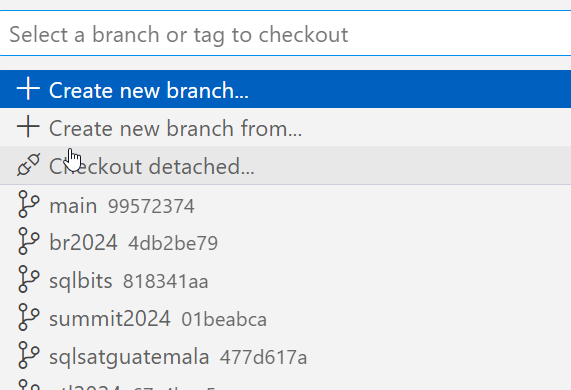 Select a branch or tag to checkout
Create new branch...
Create new branch from...
Checkout detached...
main 99572374
br2024 4db2be79
sqlbits 818341aa
summit2024 01beabca
sqlsatguatemala 477d617a